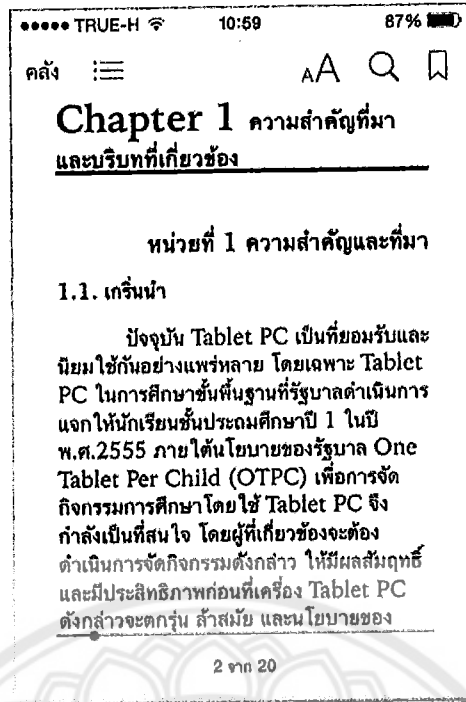 TRUE-H 10:59 87%
คลัง AA
Chapter 1 ความสำคัญที่มา
และบริบทที่เกี่ยวข้อง
หน่วยที่ 1 ความสำคัญและที่มา
1.1. เกริ่นนำ
ปัจจุบัน Tablet PC เป็นที่ยอมรับและ
นิยมใช้กันอย่างแพร่หลาย โดยเฉพาะ Tablet
PC ในการศึกษาขั้นพื้นฐานที่รัฐบาลดำเนินการ
แจกให้นักเรียนชั้นประถมศึกษาปี 1 ในปี
พ.ศ.2555 ภายใต้นโยบายของรัฐบาล One
Tablet Per Child (OTPC) เพื่อการจัด
กิจกรรมการศึกษาโดยใช้ Tablet PC จึง
กำลังเป็นที่สนใจ โดยผู้ที่เกี่ยวข้องจะต้อง
ดำเนินการจัดกิจกรรมดังกล่าว ให้มีผลสัมฤทธิ์
และมีประสิทธิภาพก่อนที่เครื่อง Tablet PC
ดังกล่าวจะตกรุ่น ล้าสมัย และนโยบายของ
2 จาก 20